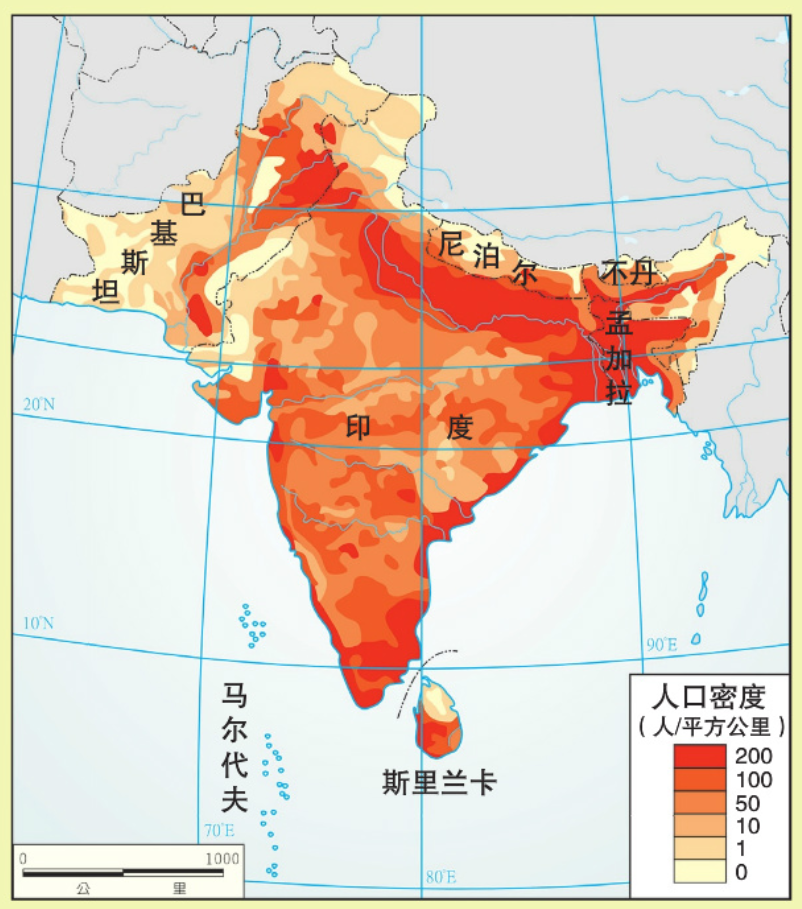 巴基斯坦
尼泊尔
不丹
孟加拉
印度
20°N
10°N
90°E
马尔代夫
斯里兰卡
70°E
80°E
人口密度
(人/平方公里)
200
100
50
10
1
0
0 1000
公 里